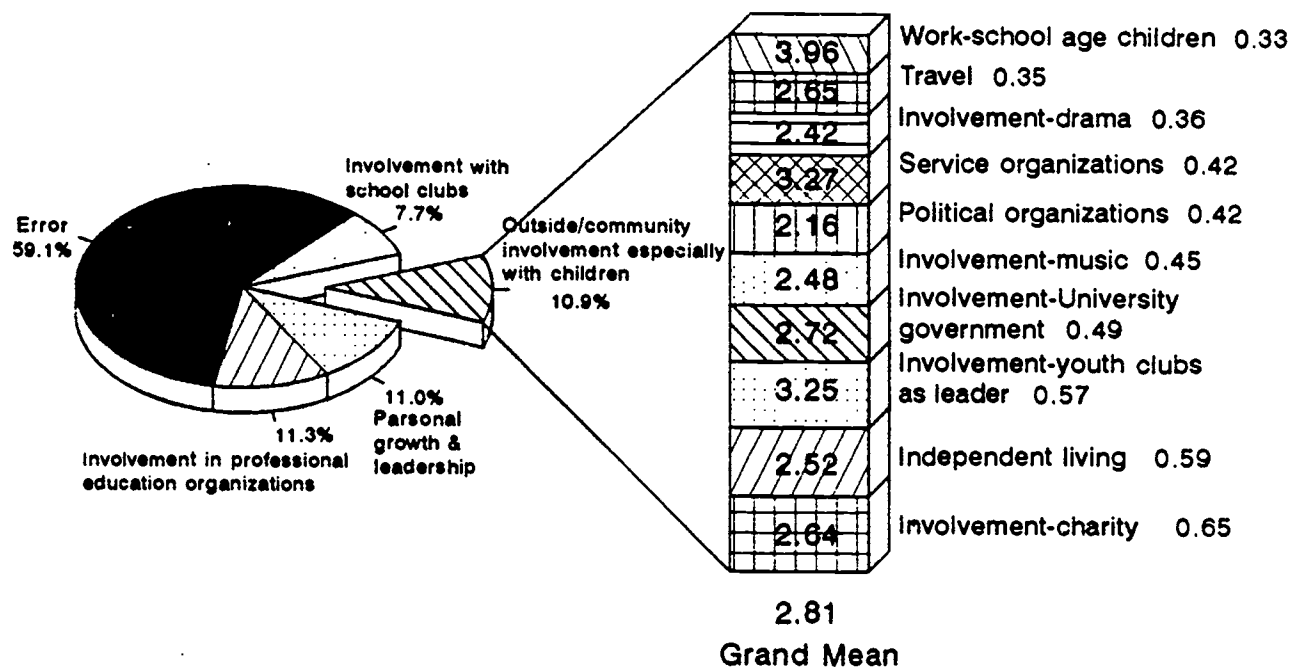 Error
59.1%
Involvement with
school clubs
7.7%
Outside/community
involvement especially
with children
10.9%
11.0%
Parsonal
growth &
leadership
11.3%
Involvement in professional
education organizations
3.96
Work-school age children 0.33
2.65
Travel 0.35
2.42
Involvement-drama 0.36
3.27
Service organizations 0.42
2.16
Political organizations 0.42
2.48
Involvement-music 0.45
2.72
Involvement-University
government 0.49
3.25
Involvement-youth clubs
as leader 0.57
2.52
Independent living 0.59
2.64
Involvement-charity 0.65
2.81
Grand Mean